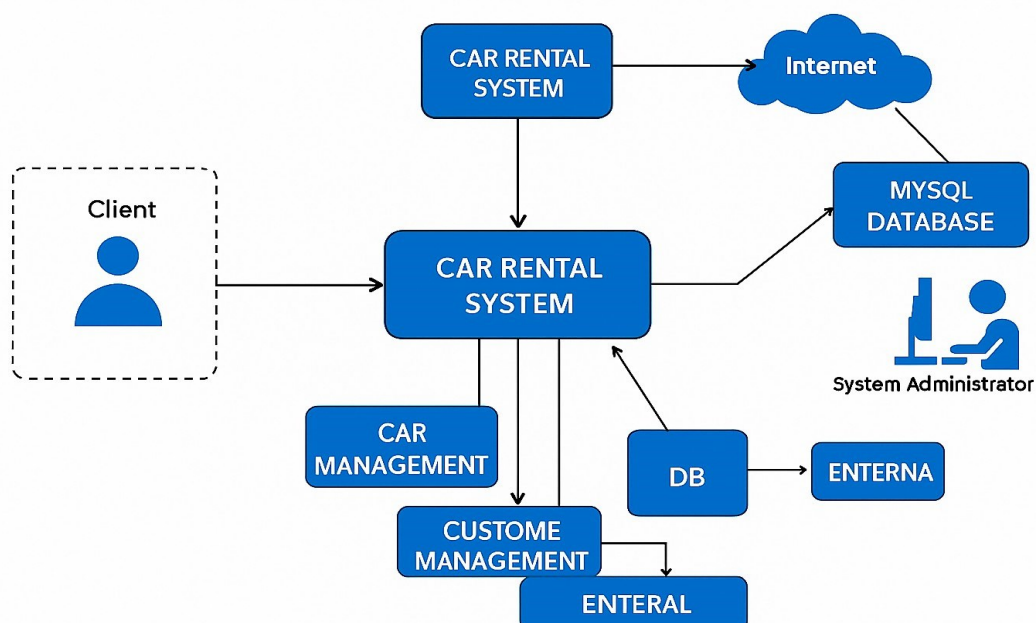 CAR RENTAL
SYSTEM
Internet
Client
MYSQL
DATABASE
CAR RENTAL
SYSTEM
System Administrator
CAR
MANAGEMENT
DB
ENTERNA
CUSTOME
MANAGEMENT
ENTERAL